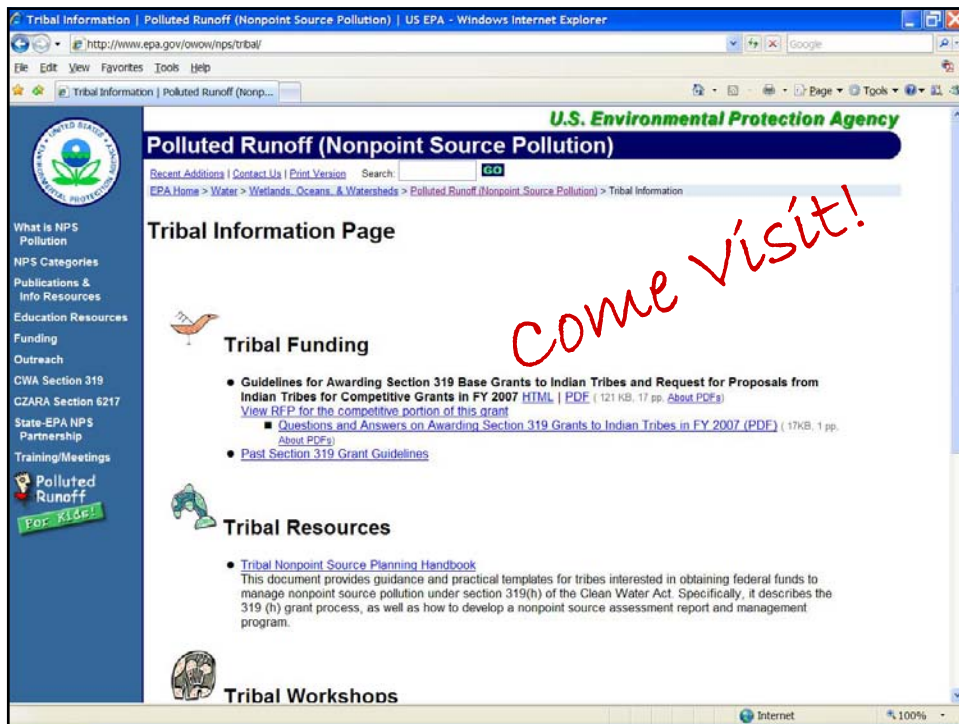 Tribal Information | Polluted Runoff (Nonpoint Source Pollution) | US EPA - Windows Internet Explorer
http://www.epa.gov/owow/nps/tribal/
Google
File Edit View Favorites Tools Help
Tribal Information | Polluted Runoff (Nonp...
Page Tools
U.S. Environmental Protection Agency
Polluted Runoff (Nonpoint Source Pollution)
Recent Additions | Contact Us | Print Version Search: GO
EPA Home > Water > Wetlands, Oceans, & Watersheds > Polluted Runoff (Nonpoint Source Pollution) > Tribal Information
What is NPS
Pollution
NPS Categories
Publications &
Info Resources
Education Resources
Funding
Outreach
CWA Section 319
CZARA Section 6217
State-EPA NPS
Partnership
Training/Meetings
Polluted
Runoff
For Kids!
Tribal Information Page
Come Visit!
Tribal Funding
Guidelines for Awarding Section 319 Base Grants to Indian Tribes and Request for Proposals from
Indian Tribes for Competitive Grants in FY 2007 HTML | PDF ( 121 KB, 17 pp. About PDFs)
View RFP for the competitive portion of this grant
Questions and Answers on Awarding Section 319 Grants to Indian Tribes in FY 2007 (PDF) ( 17KB, 1 pp.
About PDFs)
Past Section 319 Grant Guidelines
Tribal Resources
Tribal Nonpoint Source Planning Handbook
This document provides guidance and practical templates for tribes interested in obtaining federal funds to
manage nonpoint source pollution under section 319(h) of the Clean Water Act. Specifically, it describes the
319 (h) grant process, as well as how to develop a nonpoint source assessment report and management
program.
Tribal Workshops
Internet 100%